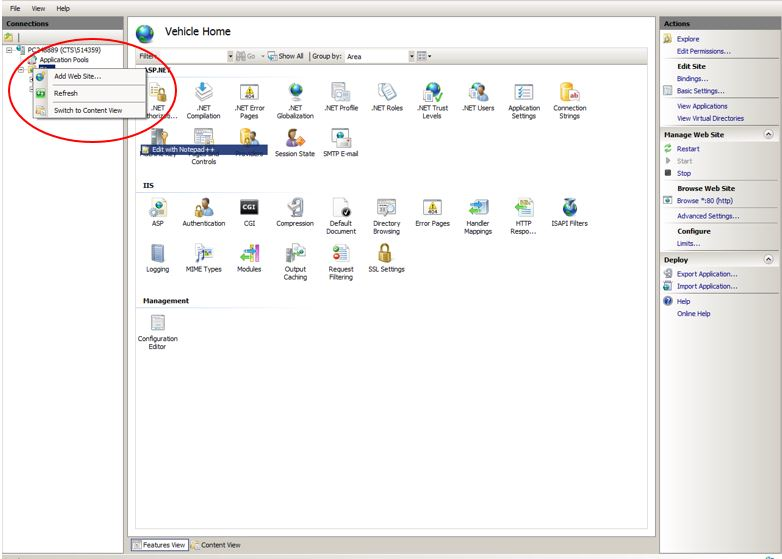 File View Help
Connections
PC248889 (CTS\514359)
Application Pools
Add Web Site...
Refresh
Switch to Content View
Vehicle Home
Filter: Go Show All Group by: Area
ASP.NET
.NET Compilation
.NET Error Pages
.NET Globalization
.NET Profile
.NET Roles
.NET Trust Levels
.NET Users
Application Settings
Connection Strings
Edit with Notepad++
Pages and Controls
Providers
Session State
SMTP E-mail
IIS
ASP
Authentication
CGI
Compression
Default Document
Directory Browsing
Error Pages
Handler Mappings
HTTP Respo...
ISAPI Filters
Logging
MIME Types
Modules
Output Caching
Request Filtering
SSL Settings
Management
Configuration Editor
Features View Content View
Actions
Explore
Edit Permissions...
Edit Site
Bindings...
Basic Settings...
View Applications
View Virtual Directories
Manage Web Site
Restart
Start
Stop
Browse Web Site
Browse *:80 (http)
Advanced Settings...
Configure
Limits...
Deploy
Export Application...
Import Application...
Help
Online Help